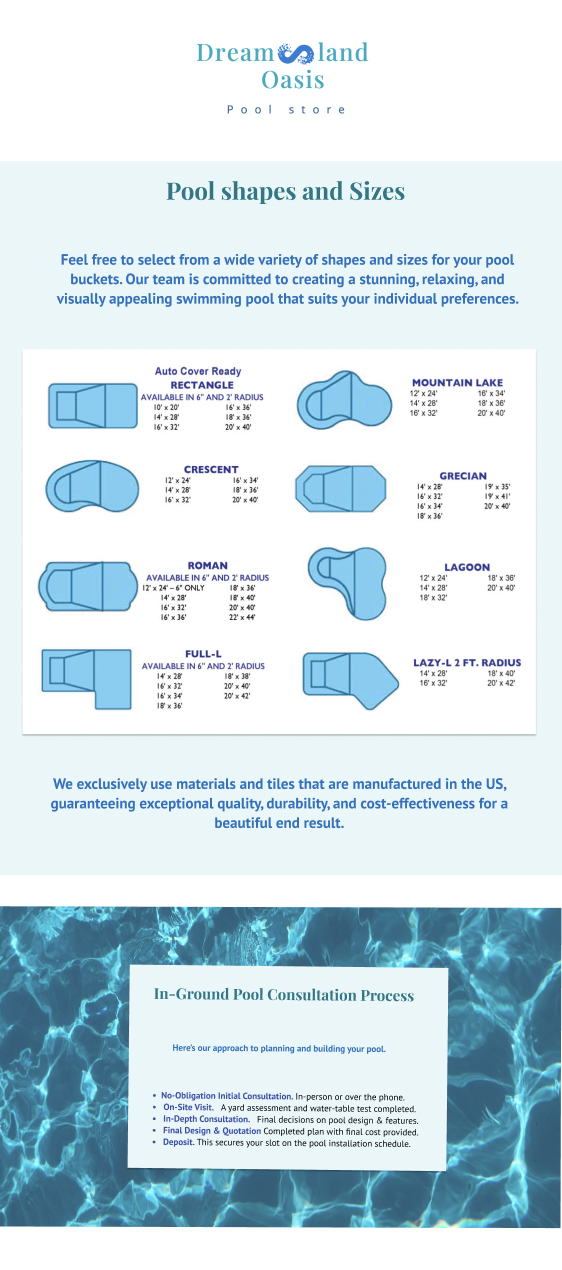 Dream land
Oasis
Pool store
Pool shapes and Sizes
Feel free to select from a wide variety of shapes and sizes for your pool
buckets. Our team is committed to creating a stunning, relaxing, and
visually appealing swimming pool that suits your individual preferences.
Auto Cover Ready
RECTANGLE
AVAILABLE IN 6" AND 2' RADIUS
10' x 20' 16' x 36'
14' x 28' 18' x 36'
16' x 32' 20' x 40'
MOUNTAIN LAKE
12' x 24' 16' x 34'
14' x 28' 18' x 36'
16' x 32' 20' x 40'
CRESCENT
12' x 24' 16' x 34'
14' x 28' 18' x 36'
16' x 32' 20' x 40'
GRECIAN
14' x 28' 19' x 35'
16' x 32' 19' x 41'
16' x 34' 20' x 40'
18' x 36'
ROMAN
AVAILABLE IN 6" AND 2' RADIUS
12' x 24' – 6" ONLY 18' x 36'
14' x 28' 18' x 40'
16' x 32' 20' x 40'
16' x 36' 22' x 44'
LAGOON
12' x 24' 18' x 36'
14' x 28' 20' x 40'
18' x 32'
FULL-L
AVAILABLE IN 6" AND 2' RADIUS
14' x 28' 18' x 38'
16' x 32' 20' x 40'
16' x 34' 20' x 42'
18' x 36'
LAZY-L 2 FT. RADIUS
14' x 28' 18' x 40'
16' x 32' 20' x 42'
We exclusively use materials and tiles that are manufactured in the US,
guaranteeing exceptional quality, durability, and cost-effectiveness for a
beautiful end result.
In-Ground Pool Consultation Process
Here's our approach to planning and building your pool.
• No-Obligation Initial Consultation. In-person or over the phone.
• On-Site Visit. A yard assessment and water-table test completed.
• In-Depth Consultation. Final decisions on pool design & features.
• Final Design & Quotation Completed plan with final cost provided.
• Deposit. This secures your slot on the pool installation schedule.